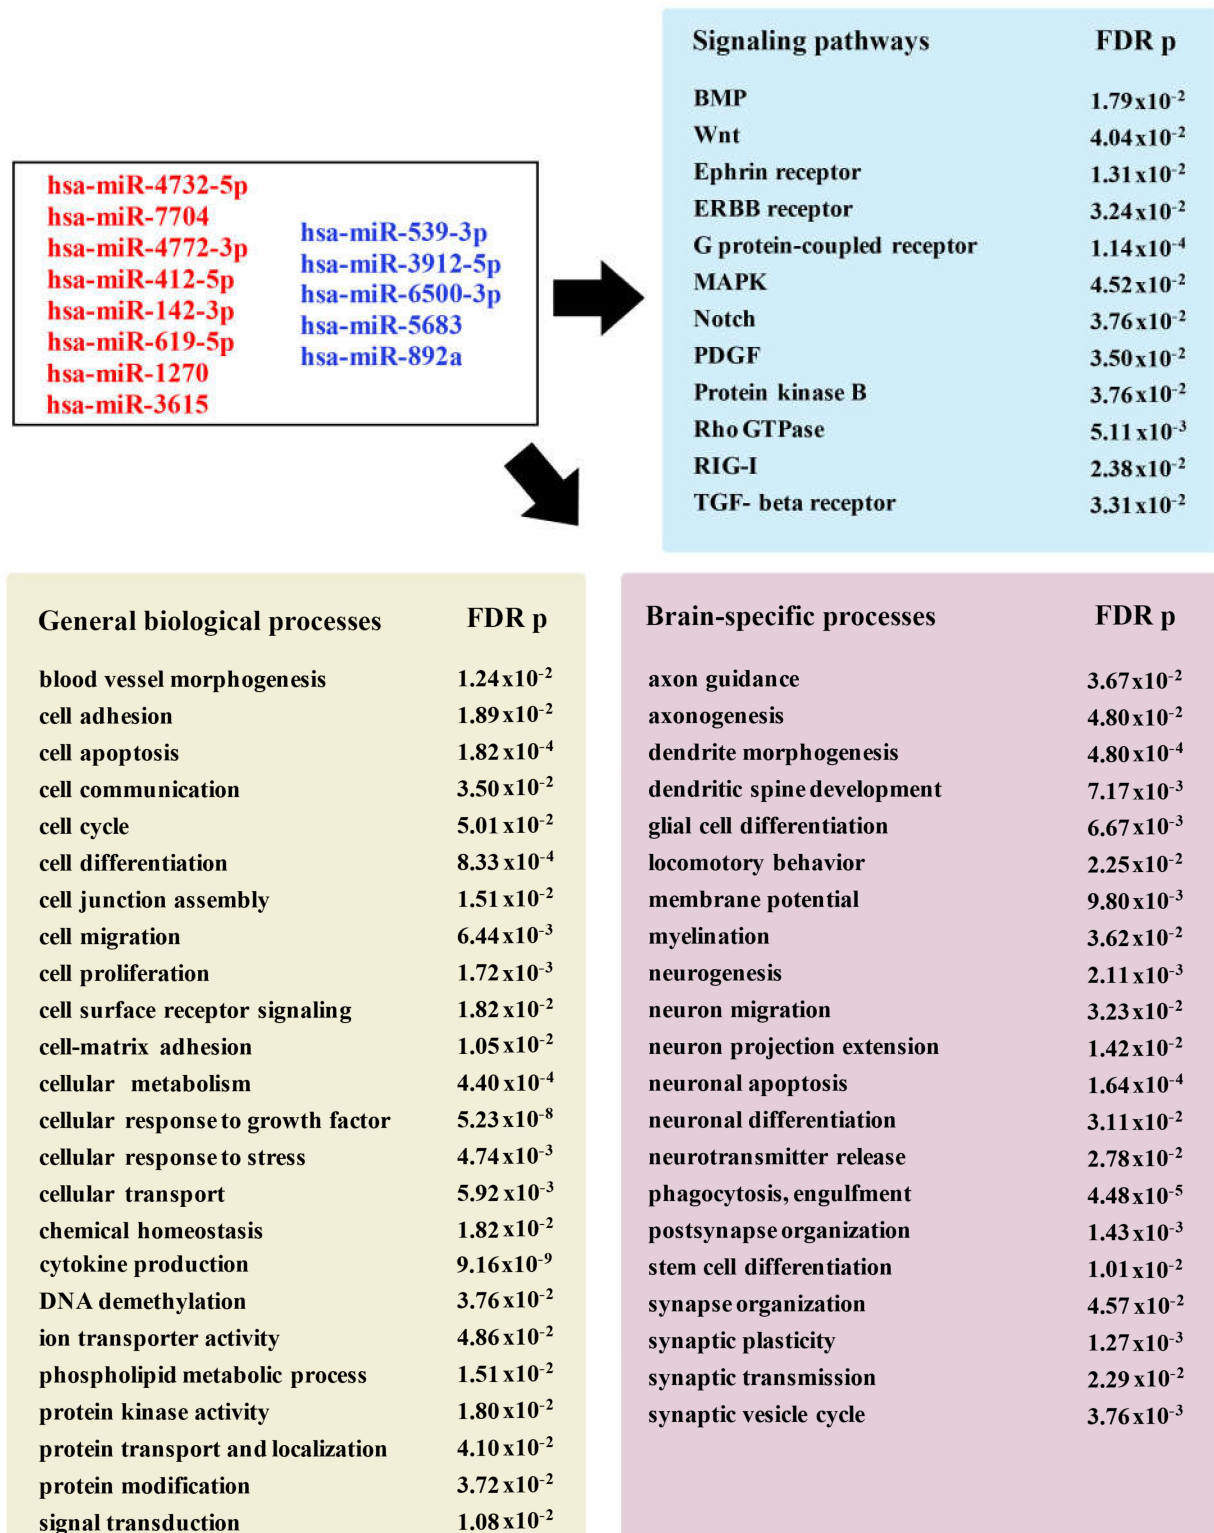 hsa-miR-4732-5p
hsa-miR-7704
hsa-miR-4772-3p
hsa-miR-412-5p
hsa-miR-142-3p
hsa-miR-619-5p
hsa-miR-1270
hsa-miR-3615
hsa-miR-539-3p
hsa-miR-3912-5p
hsa-miR-6500-3p
hsa-miR-5683
hsa-miR-892a
Signaling pathways FDR p
BMP 1.79x10⁻²
Wnt 4.04x10⁻²
Ephrin receptor 1.31x10⁻²
ERBB receptor 3.24x10⁻²
G protein-coupled receptor 1.14x10⁻⁴
MAPK 4.52x10⁻²
Notch 3.76x10⁻²
PDGF 3.50x10⁻²
Protein kinase B 3.76x10⁻²
Rho GTPase 5.11x10⁻³
RIG-I 2.38x10⁻²
TGF- beta receptor 3.31x10⁻²
General biological processes FDR p
blood vessel morphogenesis 1.24x10⁻²
cell adhesion 1.89x10⁻²
cell apoptosis 1.82x10⁻⁴
cell communication 3.50x10⁻²
cell cycle 5.01x10⁻²
cell differentiation 8.33x10⁻⁴
cell junction assembly 1.51x10⁻²
cell migration 6.44x10⁻³
cell proliferation 1.72x10⁻³
cell surface receptor signaling 1.82x10⁻²
cell-matrix adhesion 1.05x10⁻²
cellular metabolism 4.40x10⁻⁴
cellular response to growth factor 5.23x10⁻⁸
cellular response to stress 4.74x10⁻³
cellular transport 5.92x10⁻³
chemical homeostasis 1.82x10⁻²
cytokine production 9.16x10⁻⁹
DNA demethylation 3.76x10⁻²
ion transporter activity 4.86x10⁻²
phospholipid metabolic process 1.51x10⁻²
protein kinase activity 1.80x10⁻²
protein transport and localization 4.10x10⁻²
protein modification 3.72x10⁻²
signal transduction 1.08x10⁻²
Brain-specific processes FDR p
axon guidance 3.67x10⁻²
axonogenesis 4.80x10⁻²
dendrite morphogenesis 4.80x10⁻⁴
dendritic spine development 7.17x10⁻³
glial cell differentiation 6.67x10⁻³
locomotory behavior 2.25x10⁻²
membrane potential 9.80x10⁻³
myelination 3.62x10⁻²
neurogenesis 2.11x10⁻³
neuron migration 3.23x10⁻²
neuron projection extension 1.42x10⁻²
neuronal apoptosis 1.64x10⁻⁴
neuronal differentiation 3.11x10⁻²
neurotransmitter release 2.78x10⁻²
phagocytosis, engulfment 4.48x10⁻⁵
postsynapse organization 1.43x10⁻³
stem cell differentiation 1.01x10⁻²
synapse organization 4.57x10⁻²
synaptic plasticity 1.27x10⁻³
synaptic transmission 2.29x10⁻²
synaptic vesicle cycle 3.76x10⁻³